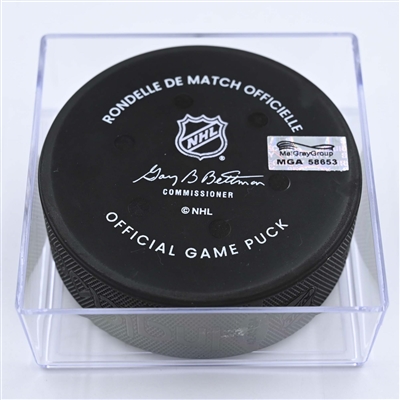 RONDELLE DE MATCH OFFICIELLE
NHL
Gary B Bettman
COMMISSIONER
© NHL
OFFICIAL GAME PUCK
MeiGrayGroup
MGA 58653